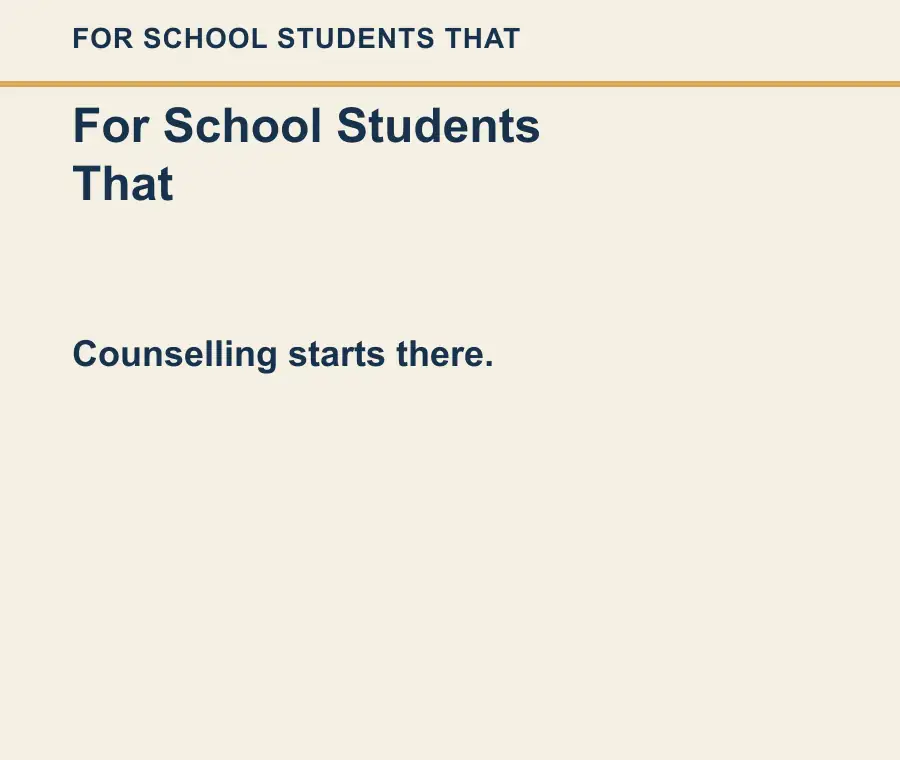 FOR SCHOOL STUDENTS THAT
For School Students
That
Counselling starts there.